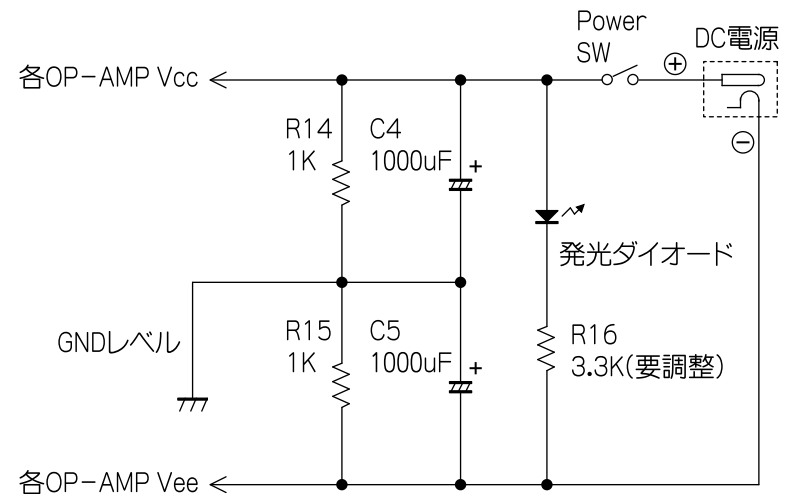 Power
SW
DC電源
各OP-AMP Vcc
R14
1K
C4
1000uF
+
発光ダイオード
GNDレベル
R15
1K
C5
1000uF
+
R16
3.3K(要調整)
各OP-AMP Vee